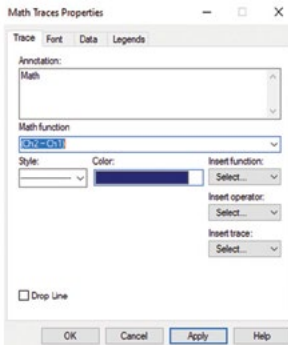 Math Traces Properties
Trace Font Data Legends
Annotation:
Math
Math function
(Ch2 - Ch1)
Style: Color: Insert function:
Select...
Insert operator:
Select...
Insert trace:
Select...
Drop Line
OK Cancel Apply Help